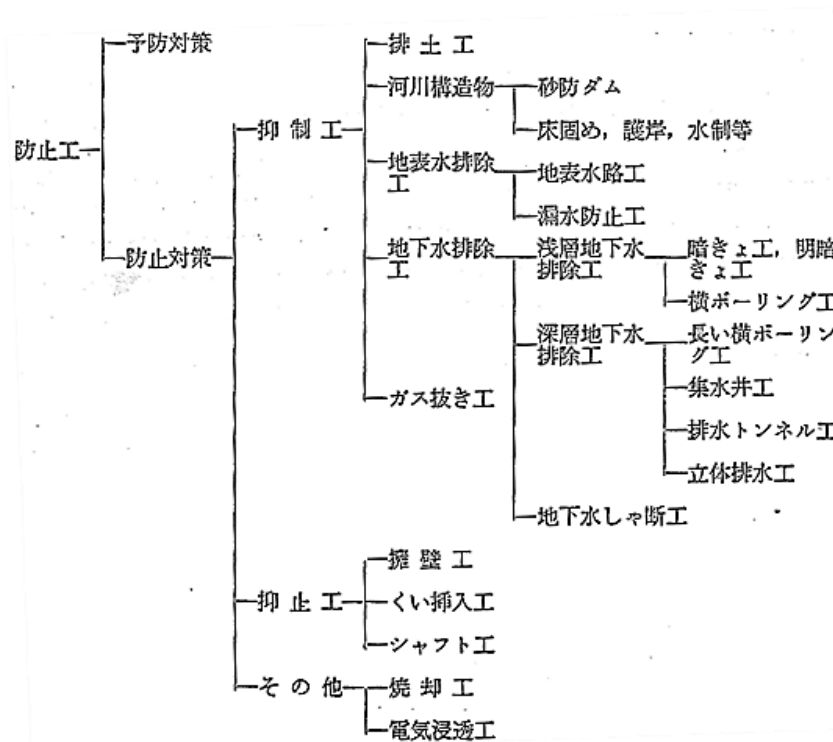 予防対策
排土工
河川構造物 砂防ダム
抑制工 床固め，護岸，水制等
防止工
地表水排除
工
地表水路工
漏水防止工
防止対策
地下水排除
工
浅層地下水
排除工
暗きょ工，明暗
きょ工
横ボーリング工
深層地下水
排除工
長い横ボーリン
グ工
ガス抜き工
集水井工
排水トンネル工
立体排水工
地下水しゃ断工
擁壁工
抑止工 くい挿入工
シャフト工
その他 焼却工
電気浸透工